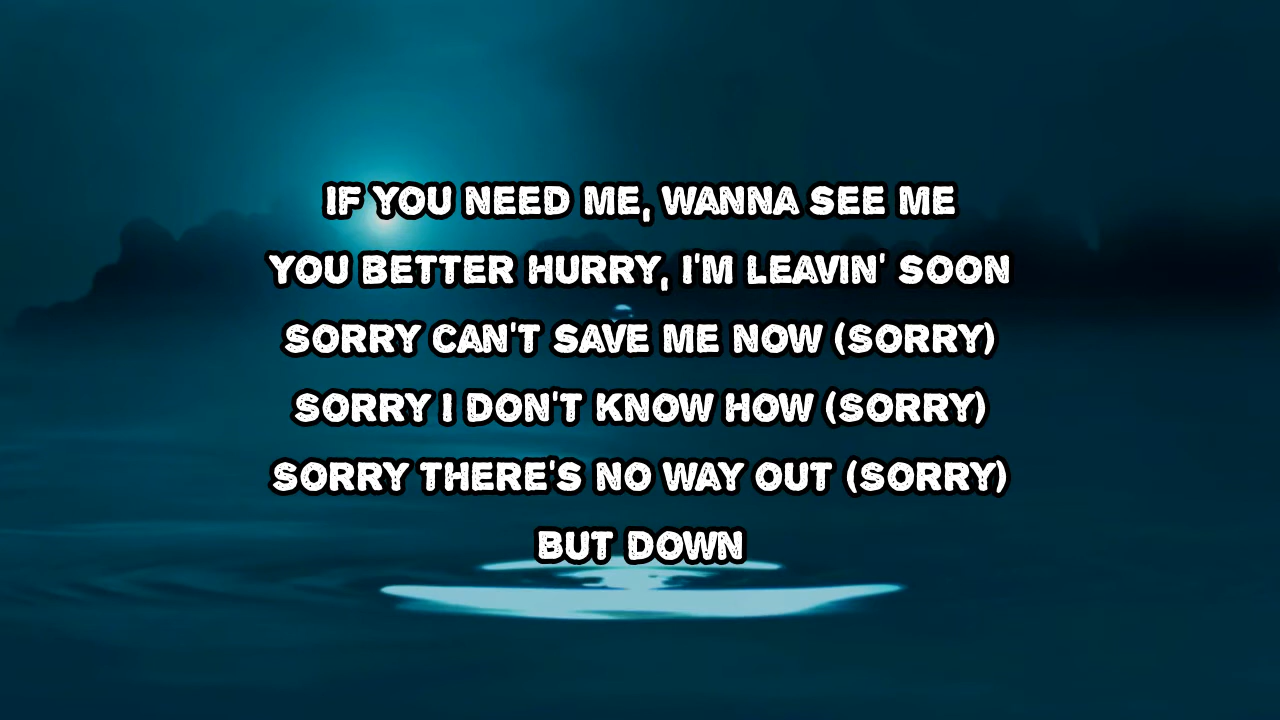 IF YOU NEED ME, WANNA SEE ME
YOU BETTER HURRY, I'M LEAVIN' SOON
SORRY CAN'T SAVE ME NOW (SORRY)
SORRY I DON'T KNOW HOW (SORRY)
SORRY THERE'S NO WAY OUT (SORRY)
BUT DOWN